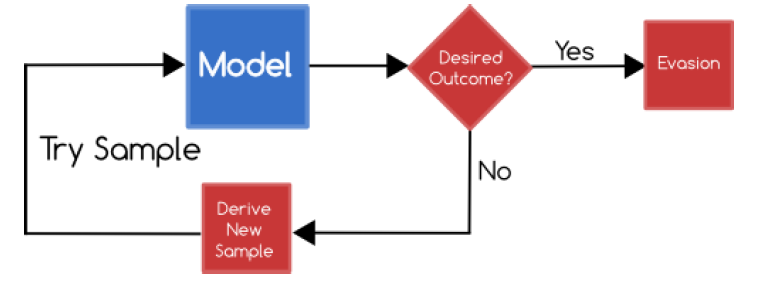 Model
Desired
Outcome?
Yes
Evasion
Try Sample
No
Derive
New
Sample